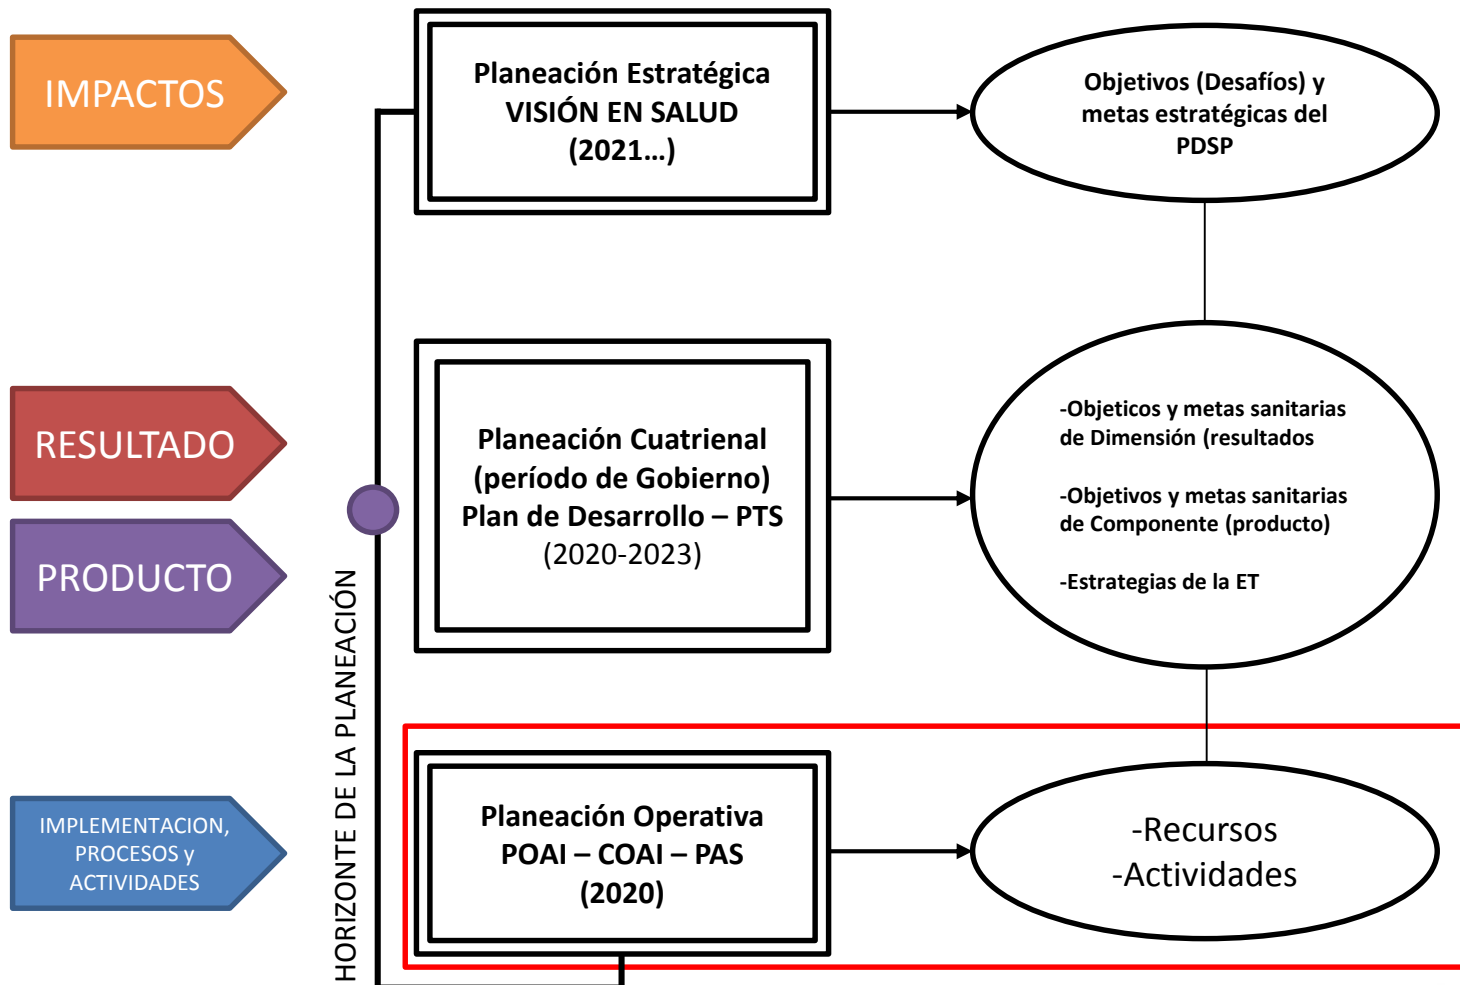 IMPACTOS
Planeación Estratégica
VISIÓN EN SALUD
(2021...)
Objetivos (Desafíos) y
metas estratégicas del
PDSP
RESULTADO
PRODUCTO
HORIZONTE DE LA PLANEACIÓN
Planeación Cuatrienal
(período de Gobierno)
Plan de Desarrollo – PTS
(2020-2023)
-Objeticos y metas sanitarias
de Dimensión (resultados
-Objetivos y metas sanitarias
de Componente (producto)
-Estrategias de la ET
IMPLEMENTACION,
PROCESOS y
ACTIVIDADES
Planeación Operativa
POAI – COAI – PAS
(2020)
-Recursos
-Actividades